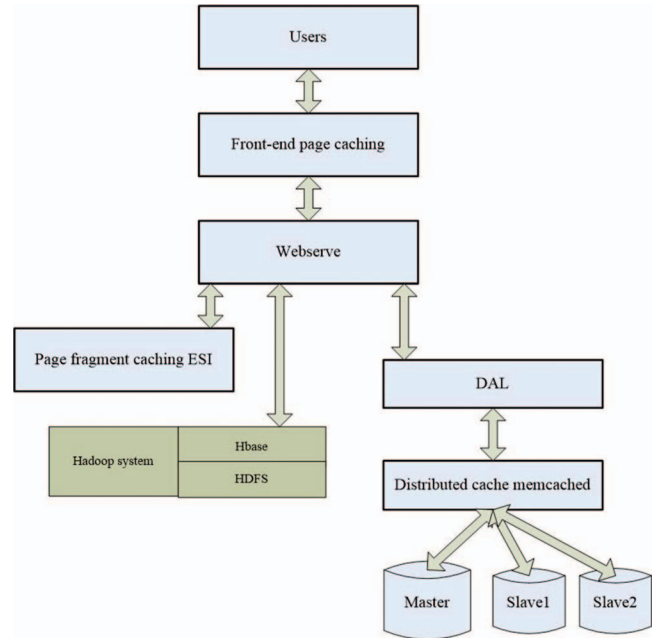 Users
Front-end page caching
Webserve
Page fragment caching ESI
DAL
Hadoop system
Hbase
HDFS
Distributed cache memcached
Master
Slave1
Slave2